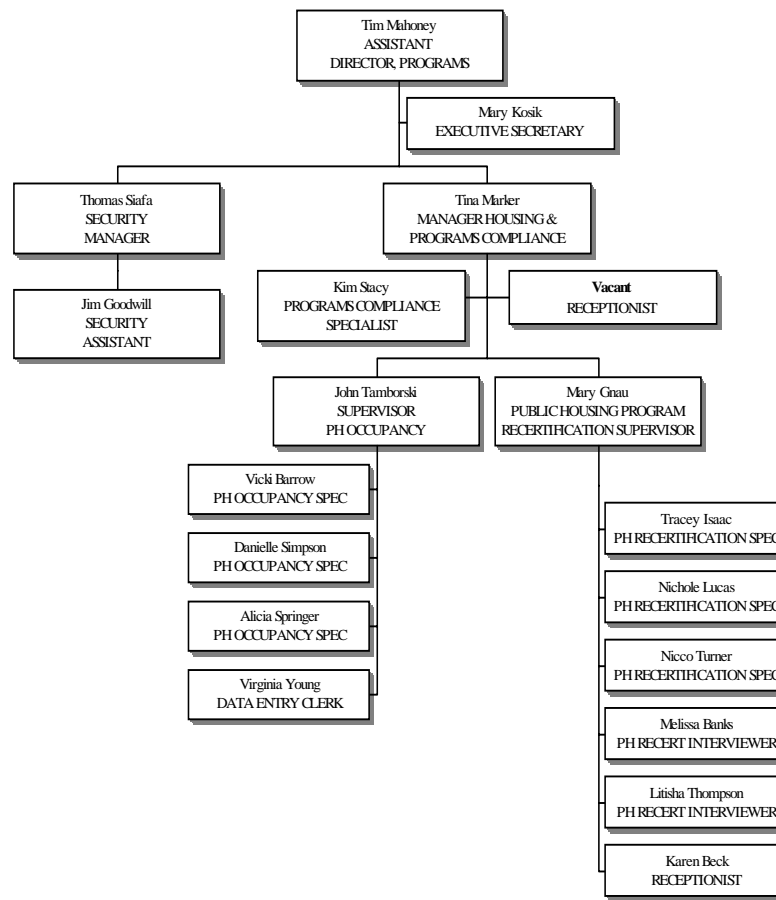 Tim Mahoney
ASSISTANT
DIRECTOR, PROGRAMS
Mary Kosik
EXECUTIVE SECRETARY
Thomas Siafa
SECURITY
MANAGER
Tina Marker
MANAGER HOUSING &
PROGRAMS COMPLIANCE
Jim Goodwill
SECURITY
ASSISTANT
Kim Stacy
PROGRAMS COMPLIANCE
SPECIALIST
Vacant
RECEPTIONIST
John Tamborski
SUPERVISOR
PH OCCUPANCY
Mary Gnau
PUBLIC HOUSING PROGRAM
RECERTIFICATION SUPERVISOR
Vicki Barrow
PH OCCUPANCY SPEC
Danielle Simpson
PH OCCUPANCY SPEC
Alicia Springer
PH OCCUPANCY SPEC
Virginia Young
DATA ENTRY CLERK
Tracey Isaac
PH RECERTIFICATION SPEC
Nichole Lucas
PH RECERTIFICATION SPEC
Nicco Turner
PH RECERTIFICATION SPEC
Melissa Banks
PH RECERT INTERVIEWER
Litisha Thompson
PH RECERT INTERVIEWER
Karen Beck
RECEPTIONIST